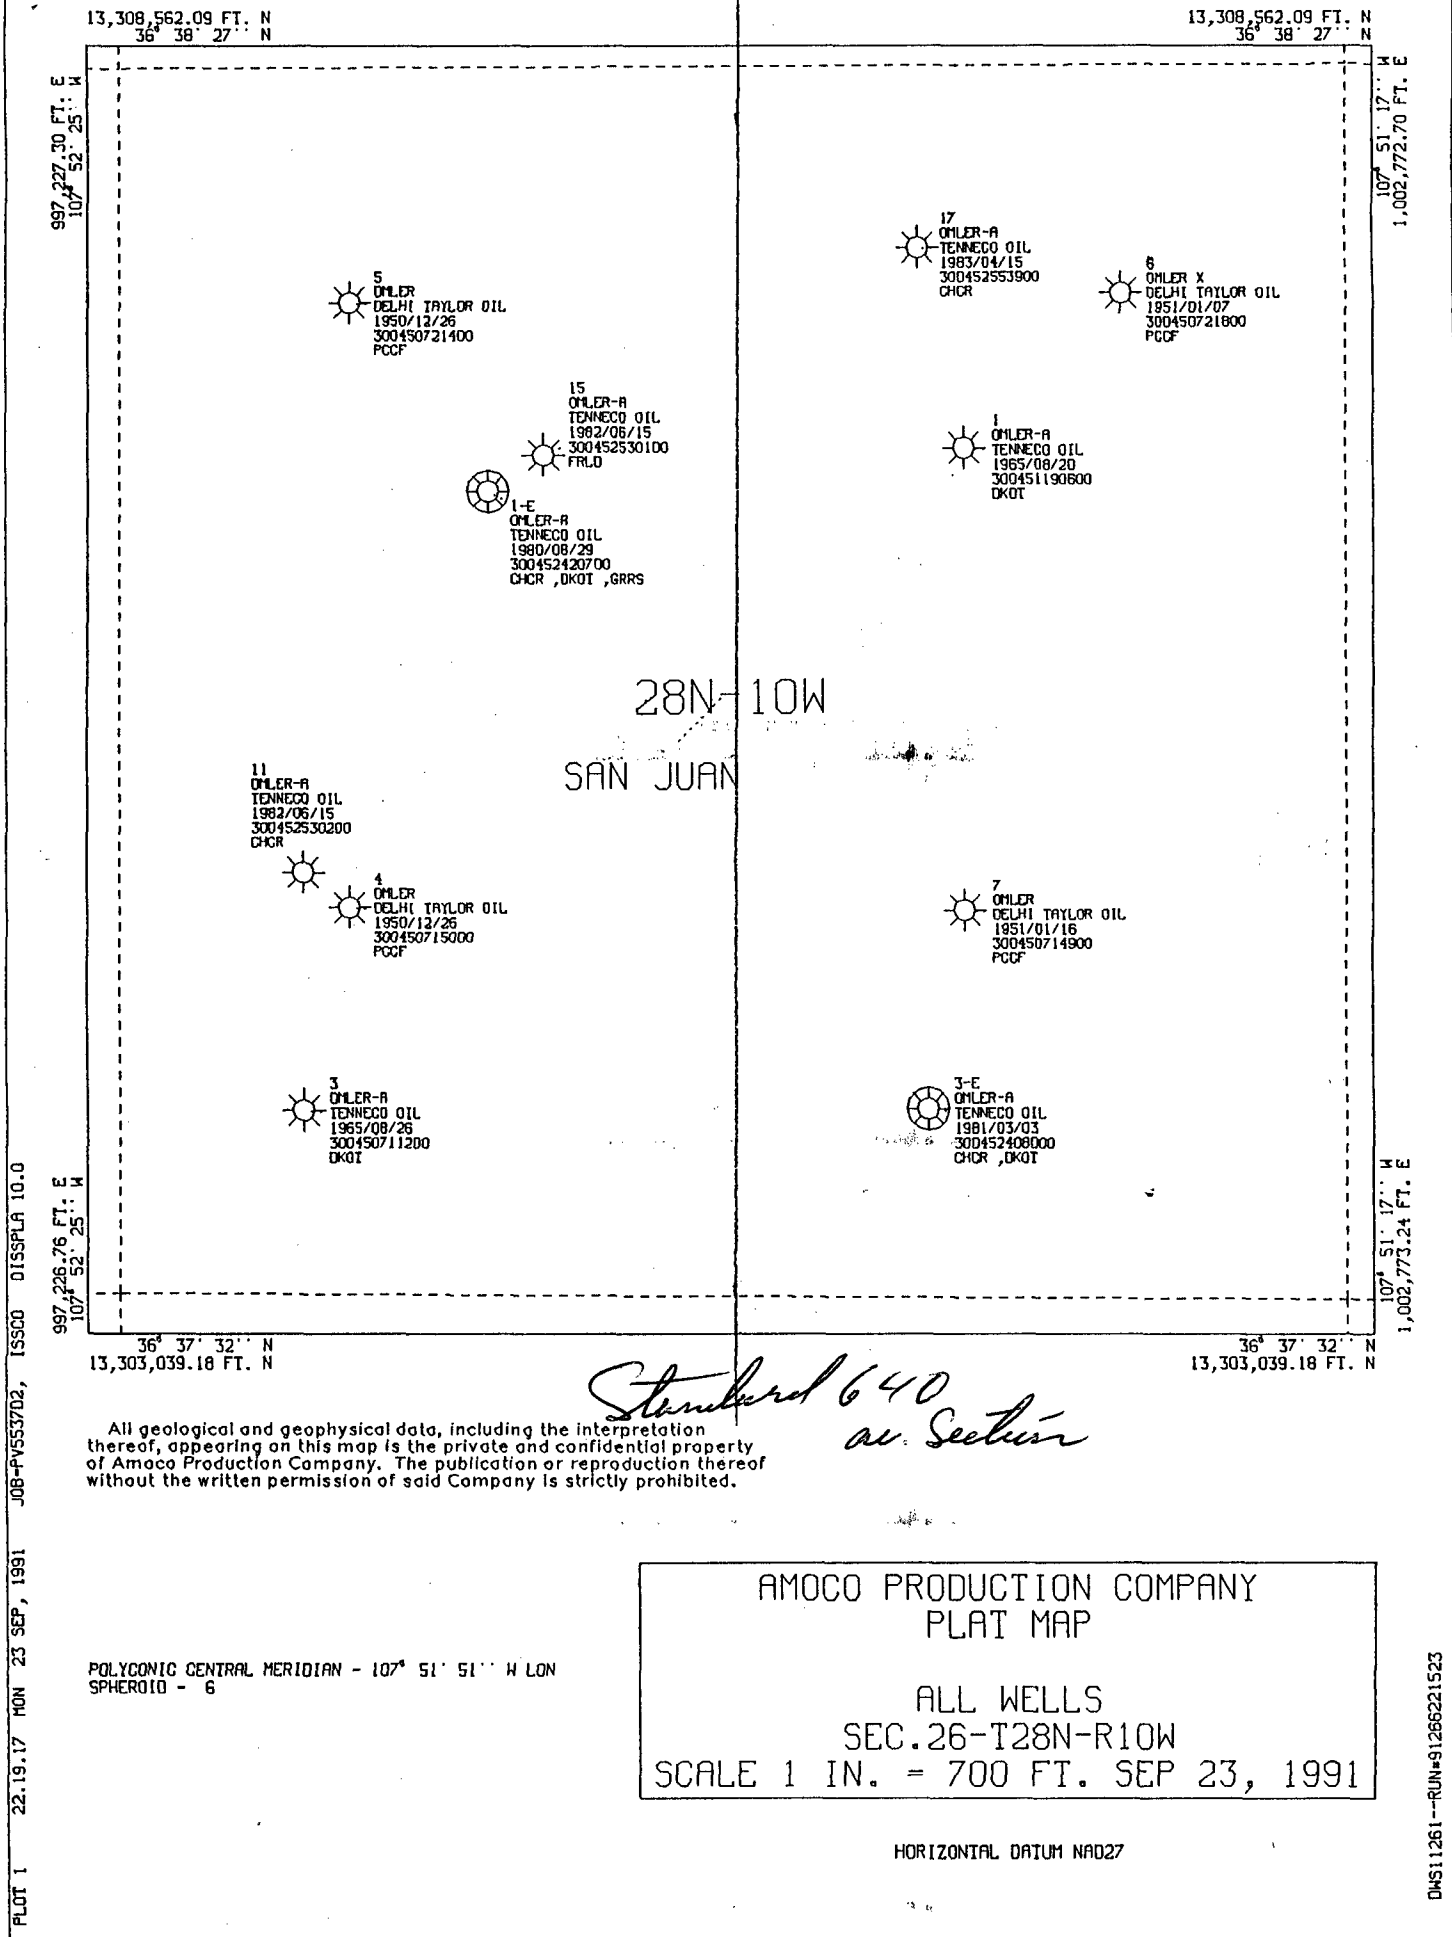 13,308,562.09 FT. N
36° 38' 27'' N
13,308,562.09 FT. N
36° 38' 27'' N
997,227.30 FT. E
107° 52' 25'' W
107° 51' 17'' W
1,002,772.70 FT. E
17
OMLER-A
TENNECO OIL
1983/04/15
300452553900
CHCR
6
OMLER X
DELHI TAYLOR OIL
1951/01/07
300450721800
PCCF
5
OMLER
DELHI TAYLOR OIL
1950/12/26
300450721400
PCCF
15
OMLER-A
TENNECO OIL
1982/06/15
300452530100
FRLD
1
OMLER-A
TENNECO OIL
1965/08/20
300451190600
DKOT
1-E
OMLER-A
TENNECO OIL
1980/08/29
300452420700
CHCR ,DKOT ,GRRS
28N-10W
SAN JUAN
11
OMLER-A
TENNECO OIL
1982/06/15
300452530200
CHCR
4
OMLER
DELHI TAYLOR OIL
1950/12/26
300450715000
PCCF
7
OMLER
DELHI TAYLOR OIL
1951/01/16
300450714900
PCCF
3
OMLER-A
TENNECO OIL
1965/08/26
300450711200
DKOT
3-E
OMLER-A
TENNECO OIL
1981/03/03
300452408000
CHCR ,DKOT
997,226.76 FT. E
107° 52' 25'' W
107° 51' 17'' W
1,002,773.24 FT. E
36° 37' 32'' N
13,303,039.18 FT. N
36° 37' 32'' N
13,303,039.18 FT. N
Standard 640
ac. Section
All geological and geophysical data, including the interpretation
thereof, appearing on this map is the private and confidential property
of Amoco Production Company. The publication or reproduction thereof
without the written permission of said Company is strictly prohibited.
AMOCO PRODUCTION COMPANY
PLAT MAP
ALL WELLS
SEC.26-T28N-R10W
SCALE 1 IN. = 700 FT. SEP 23, 1991
POLYCONIC CENTRAL MERIDIAN - 107° 51' 51'' W LON
SPHEROID - 6
HORIZONTAL DATUM NAD27
PLOT 1 22.19.17 MON 23 SEP, 1991 JOB-PV5537D2, ISSCO DISSPLA 10.0
DWS11261--RUN#91266221523